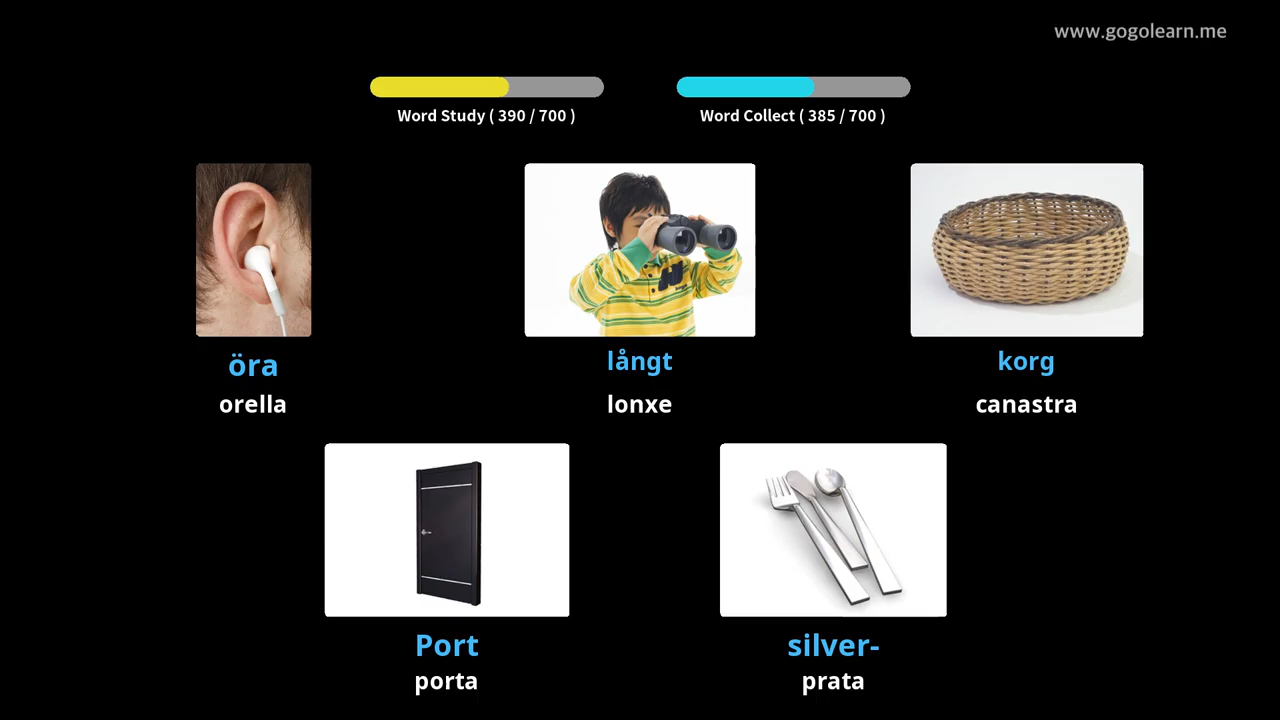 www.gogolearn.me
Word Study ( 390 / 700 )
Word Collect ( 385 / 700 )
öra
orella
långt
lonxe
korg
canastra
Port
porta
silver-
prata